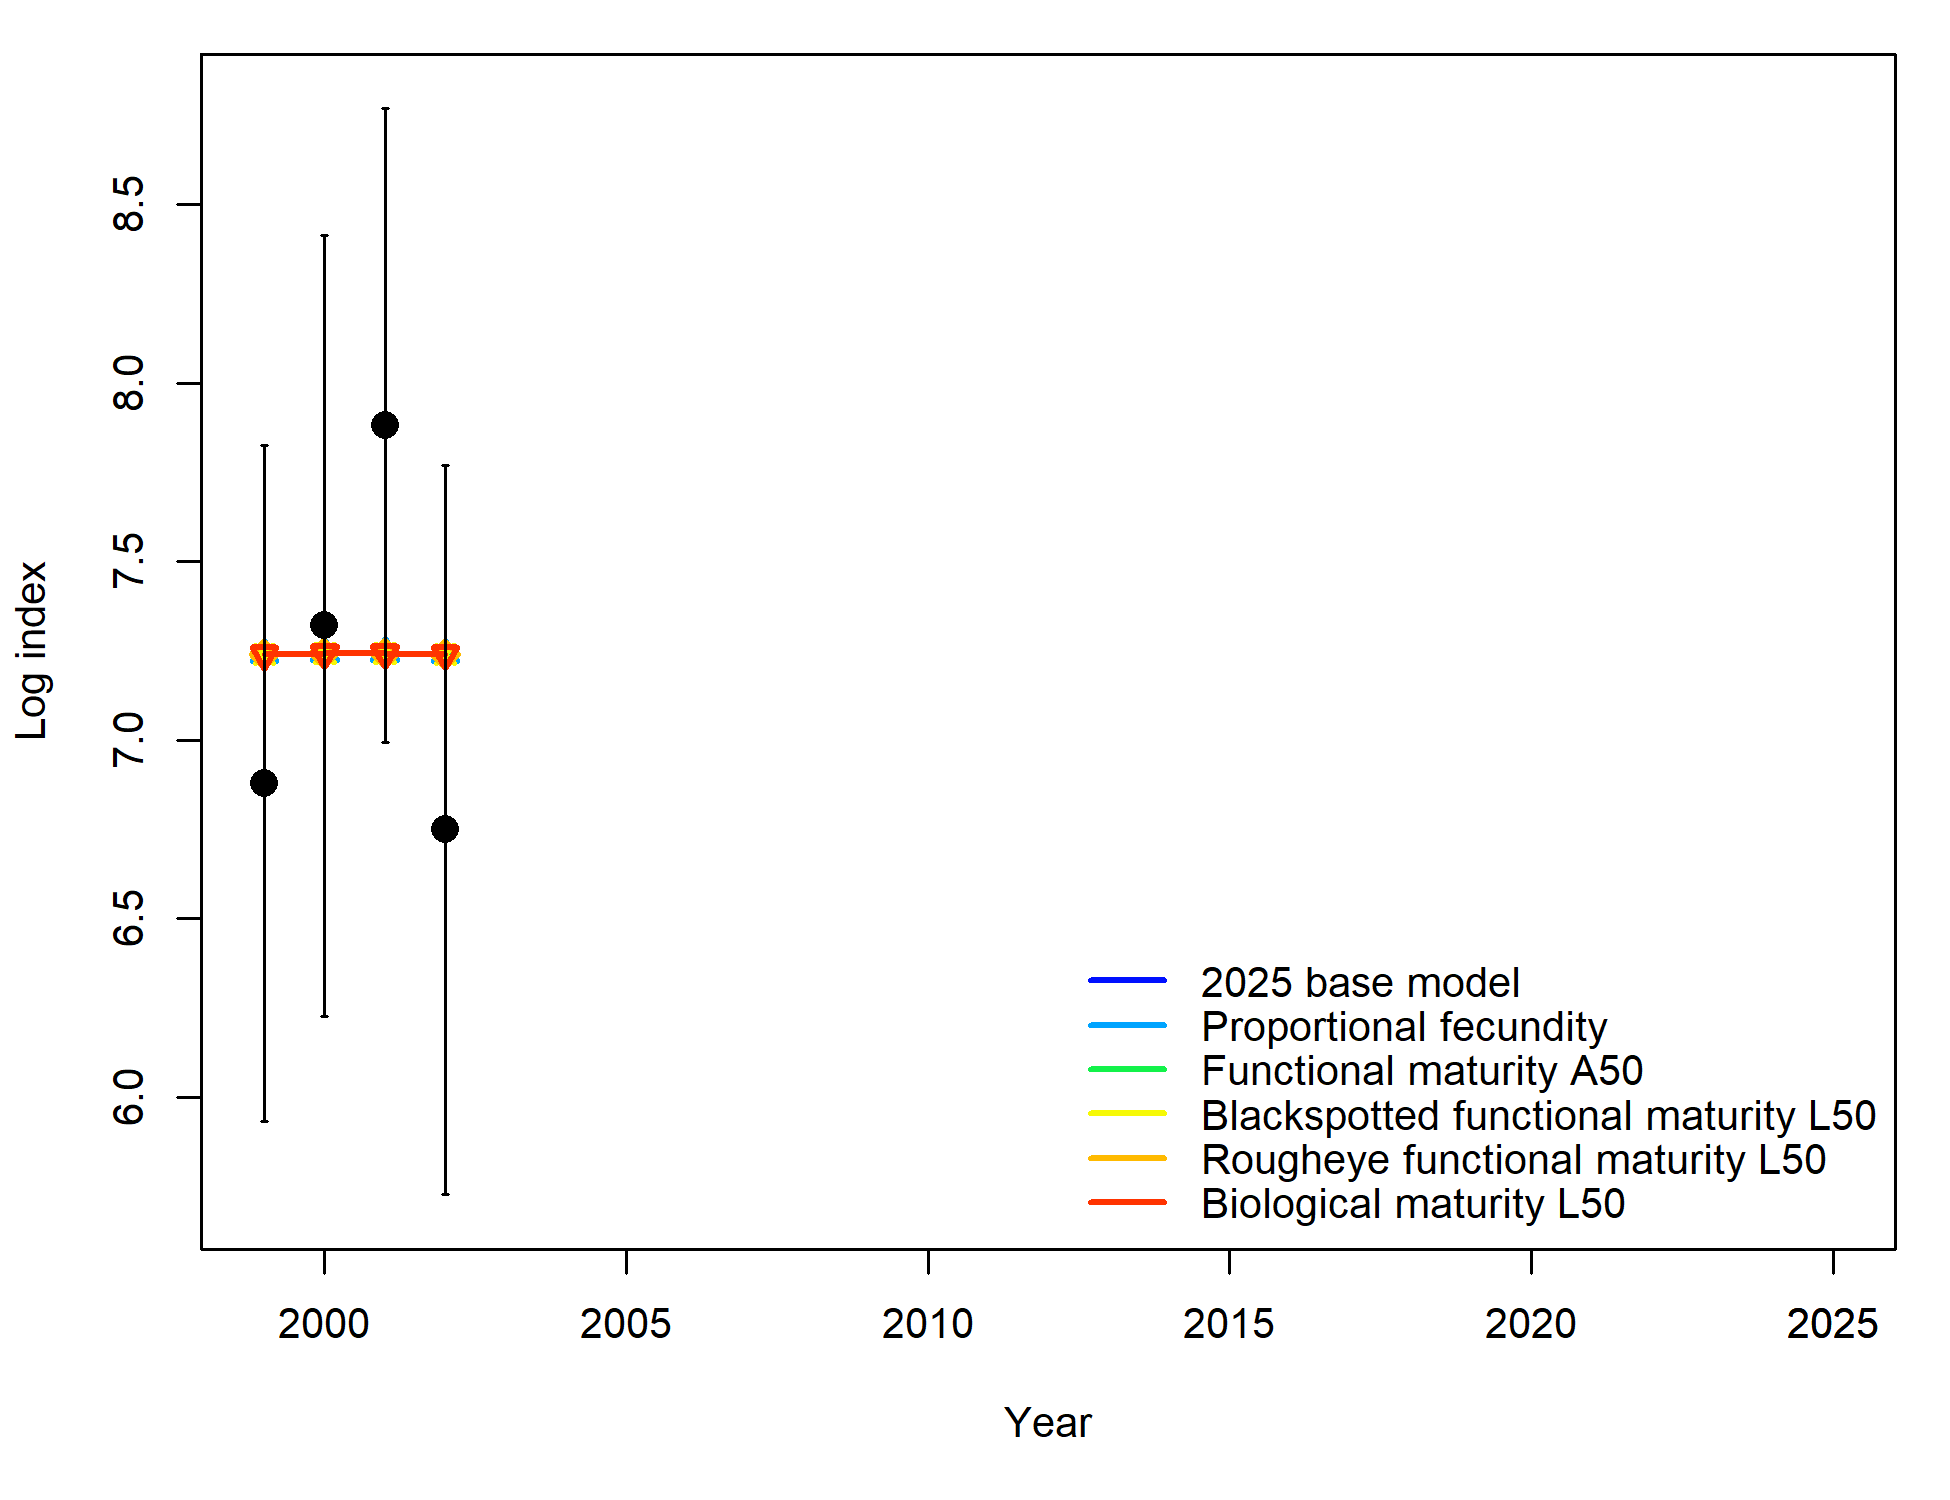 Log index
8.5
8.0
7.5
7.0
6.5
6.0
2025 base model
Proportional fecundity
Functional maturity A50
Blackspotted functional maturity L50
Rougheye functional maturity L50
Biological maturity L50
2000 2005 2010 2015 2020 2025
Year